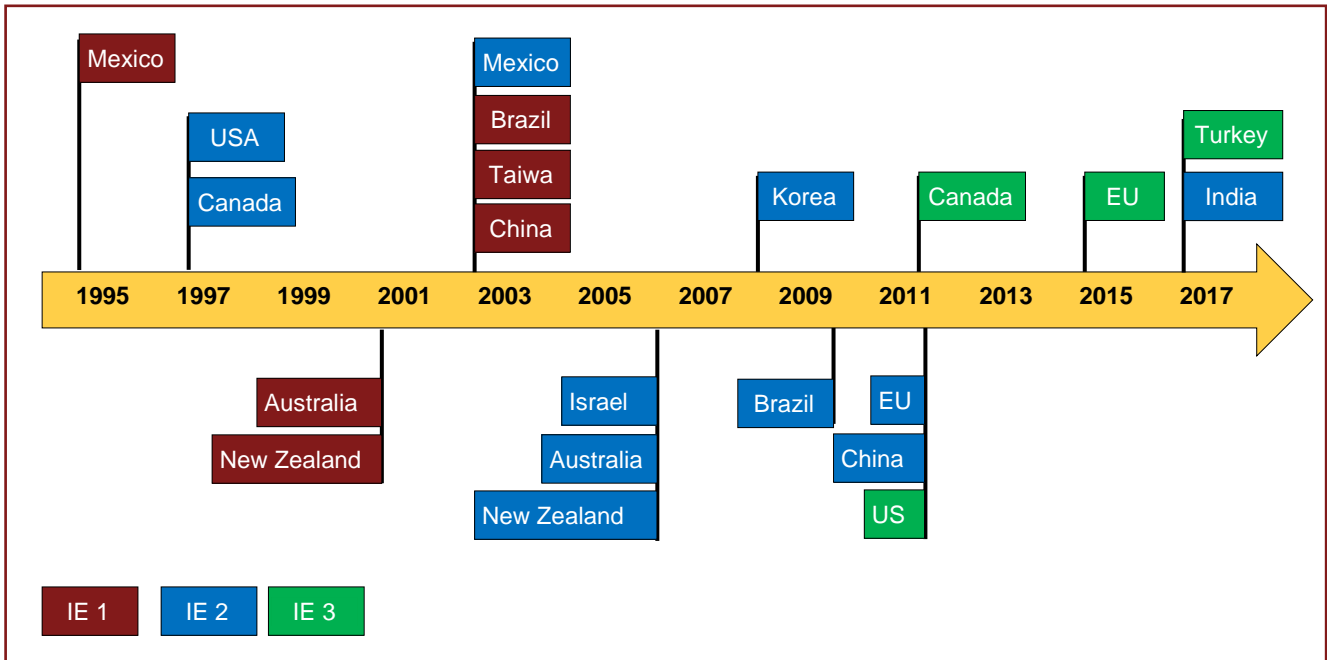 Mexico
USA
Canada
Mexico
Brazil
Taiwa
China
Korea
Canada
EU
Turkey
India
1995 1997 1999 2001 2003 2005 2007 2009 2011 2013 2015 2017
Australia
New Zealand
Israel
Australia
New Zealand
Brazil
EU
China
US
IE 1 IE 2 IE 3